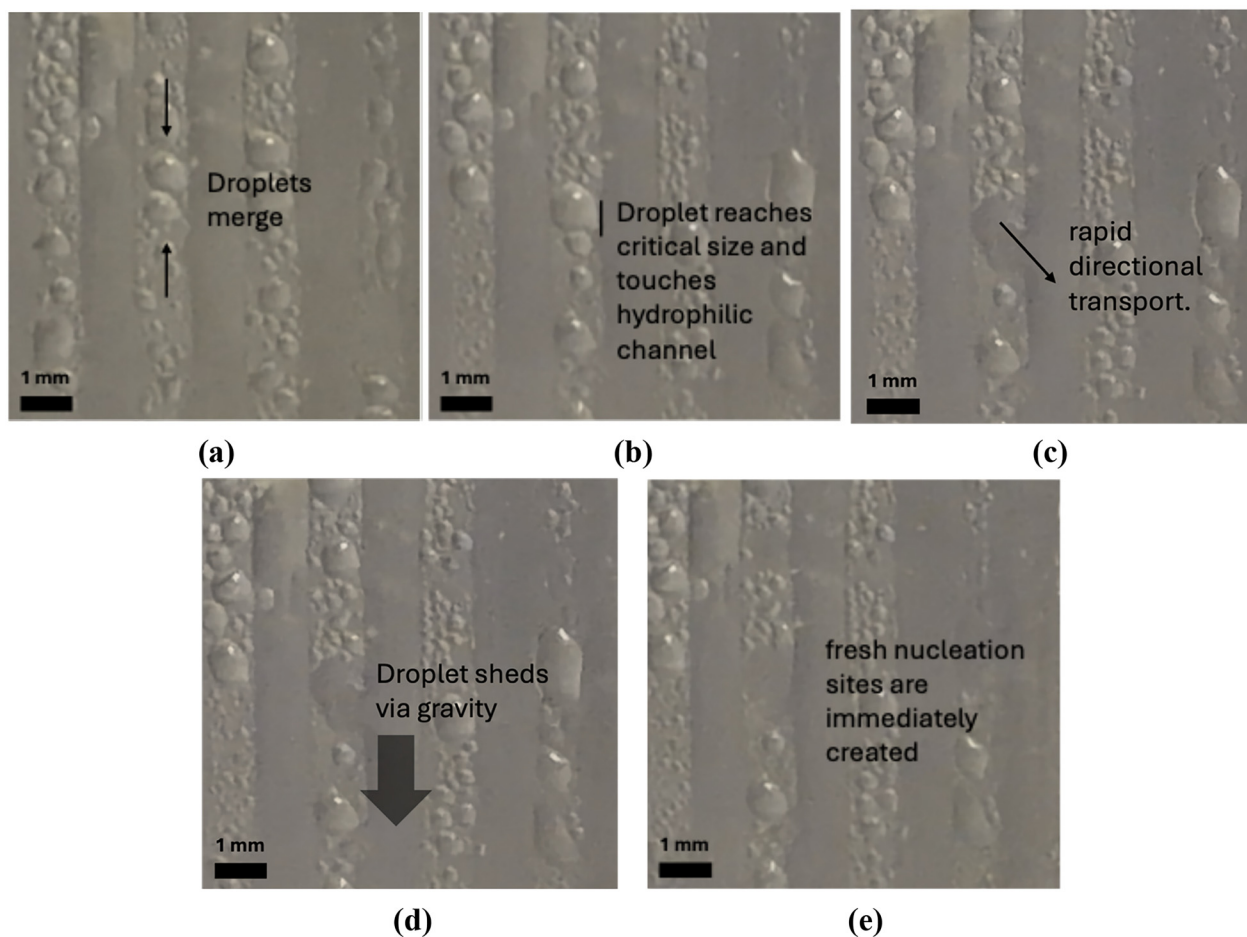 Droplets
merge
1 mm
(a)
Droplet reaches
critical size and
touches
hydrophilic
channel
1 mm
(b)
rapid
directional
transport.
1 mm
(c)
Droplet sheds
via gravity
1 mm
(d)
fresh nucleation
sites are
immediately
created
1 mm
(e)